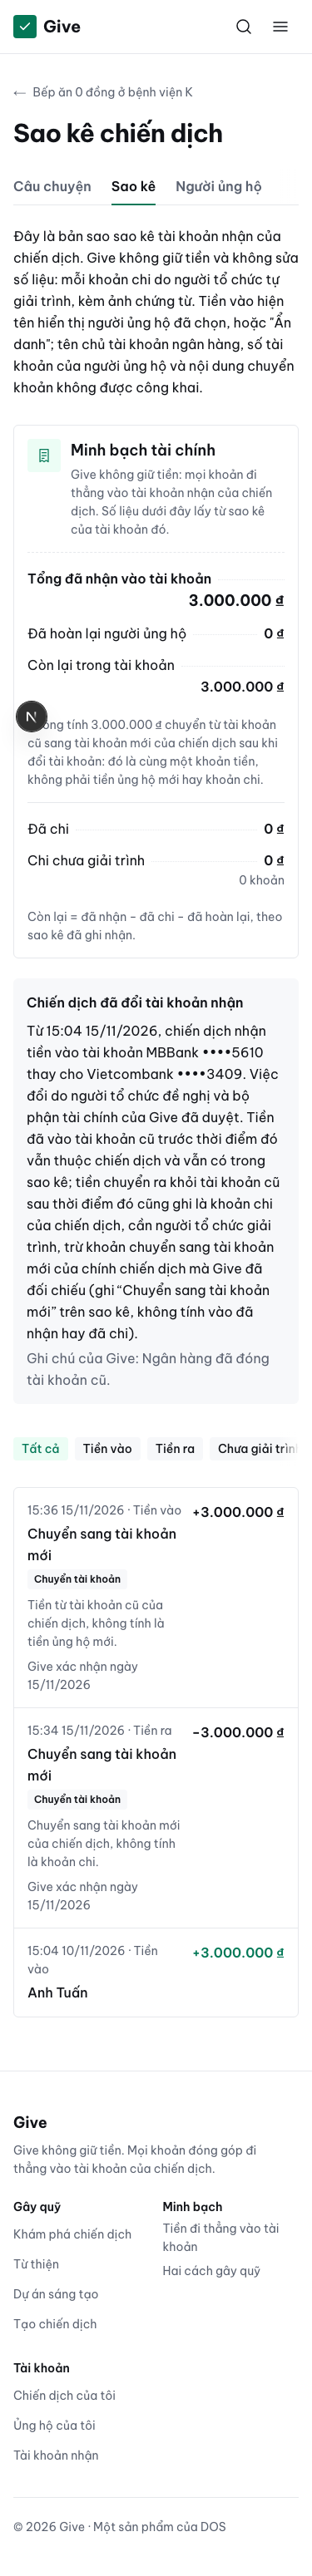 Give
← Bếp ăn 0 đồng ở bệnh viện K
Sao kê chiến dịch
Câu chuyện Sao kê Người ủng hộ
Đây là bản sao sao kê tài khoản nhận của
chiến dịch. Give không giữ tiền và không sửa
số liệu: mỗi khoản chi do người tổ chức tự
giải trình, kèm ảnh chứng từ. Tiền vào hiện
tên hiển thị người ủng hộ đã chọn, hoặc "Ẩn
danh"; tên chủ tài khoản ngân hàng, số tài
khoản của người ủng hộ và nội dung chuyển
khoản không được công khai.
Minh bạch tài chính
Give không giữ tiền: mọi khoản đi
thẳng vào tài khoản nhận của chiến
dịch. Số liệu dưới đây lấy từ sao kê
của tài khoản đó.
Tổng đã nhận vào tài khoản
3.000.000 ₫
Đã hoàn lại người ủng hộ 0 ₫
Còn lại trong tài khoản
3.000.000 ₫
N
tính 3.000.000 ₫ chuyển từ tài khoản
cũ sang tài khoản mới của chiến dịch sau khi
đổi tài khoản: đó là cùng một khoản tiền,
không phải tiền ủng hộ mới hay khoản chi.
Đã chi 0 ₫
Chi chưa giải trình 0 ₫
0 khoản
Còn lại = đã nhận − đã chi − đã hoàn lại, theo
sao kê đã ghi nhận.
Chiến dịch đã đổi tài khoản nhận
Từ 15:04 15/11/2026, chiến dịch nhận
tiền vào tài khoản MBBank ••••5610
thay cho Vietcombank ••••3409. Việc
đổi do người tổ chức đề nghị và bộ
phận tài chính của Give đã duyệt. Tiền
đã vào tài khoản cũ trước thời điểm đó
vẫn thuộc chiến dịch và vẫn có trong
sao kê; tiền chuyển ra khỏi tài khoản cũ
sau thời điểm đó cũng ghi là khoản chi
của chiến dịch, cần người tổ chức giải
trình, trừ khoản chuyển sang tài khoản
mới của chính chiến dịch mà Give đã
đối chiếu (ghi “Chuyển sang tài khoản
mới” trên sao kê, không tính vào đã
nhận hay đã chi).
Ghi chú của Give: Ngân hàng đã đóng
tài khoản cũ.
Tất cả Tiền vào Tiền ra Chưa giải trình
15:36 15/11/2026 · Tiền vào +3.000.000 ₫
Chuyển sang tài khoản
mới
Chuyển tài khoản
Tiền từ tài khoản cũ của
chiến dịch, không tính là
tiền ủng hộ mới.
Give xác nhận ngày
15/11/2026
15:34 15/11/2026 · Tiền ra −3.000.000 ₫
Chuyển sang tài khoản
mới
Chuyển tài khoản
Chuyển sang tài khoản mới
của chiến dịch, không tính
là khoản chi.
Give xác nhận ngày
15/11/2026
15:04 10/11/2026 · Tiền +3.000.000 ₫
vào
Anh Tuấn
Give
Give không giữ tiền. Mọi khoản đóng góp đi
thẳng vào tài khoản của chiến dịch.
Gây quỹ
Khám phá chiến dịch
Từ thiện
Dự án sáng tạo
Tạo chiến dịch
Minh bạch
Tiền đi thẳng vào tài
khoản
Hai cách gây quỹ
Tài khoản
Chiến dịch của tôi
Ủng hộ của tôi
Tài khoản nhận
© 2026 Give · Một sản phẩm của DOS